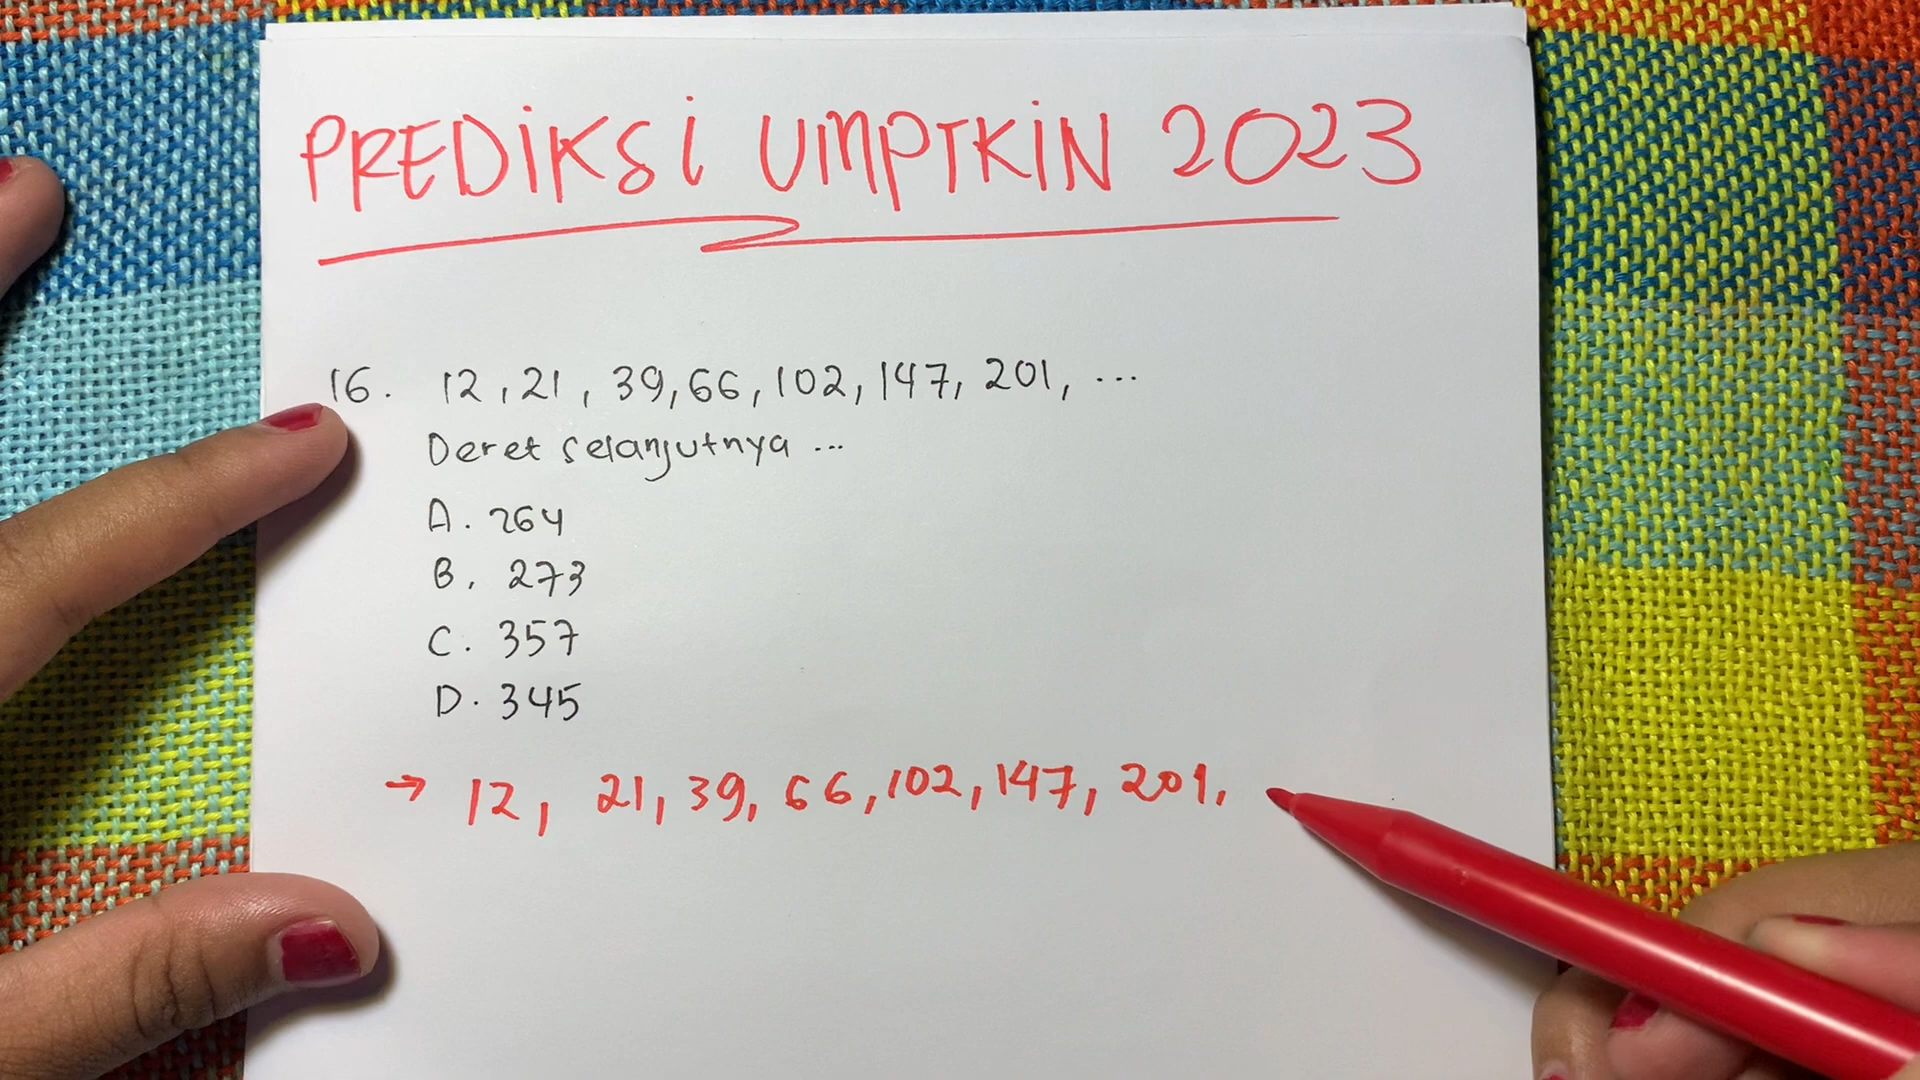 PREDIKSI UMPTKIN 2023
16. 12, 21, 39, 66, 102, 147, 201, ...
Deret selanjutnya ...
A. 264
B. 273
C. 357
D. 345
→ 12, 21, 39, 66, 102, 147, 201,